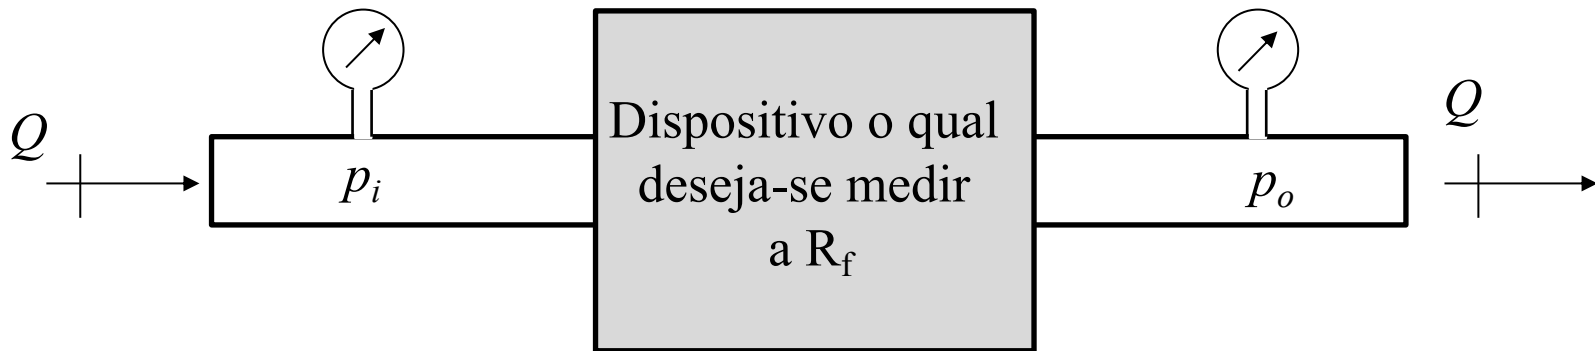 Q
p_i
Dispositivo o qual
deseja-se medir
a R_f
p_o
Q